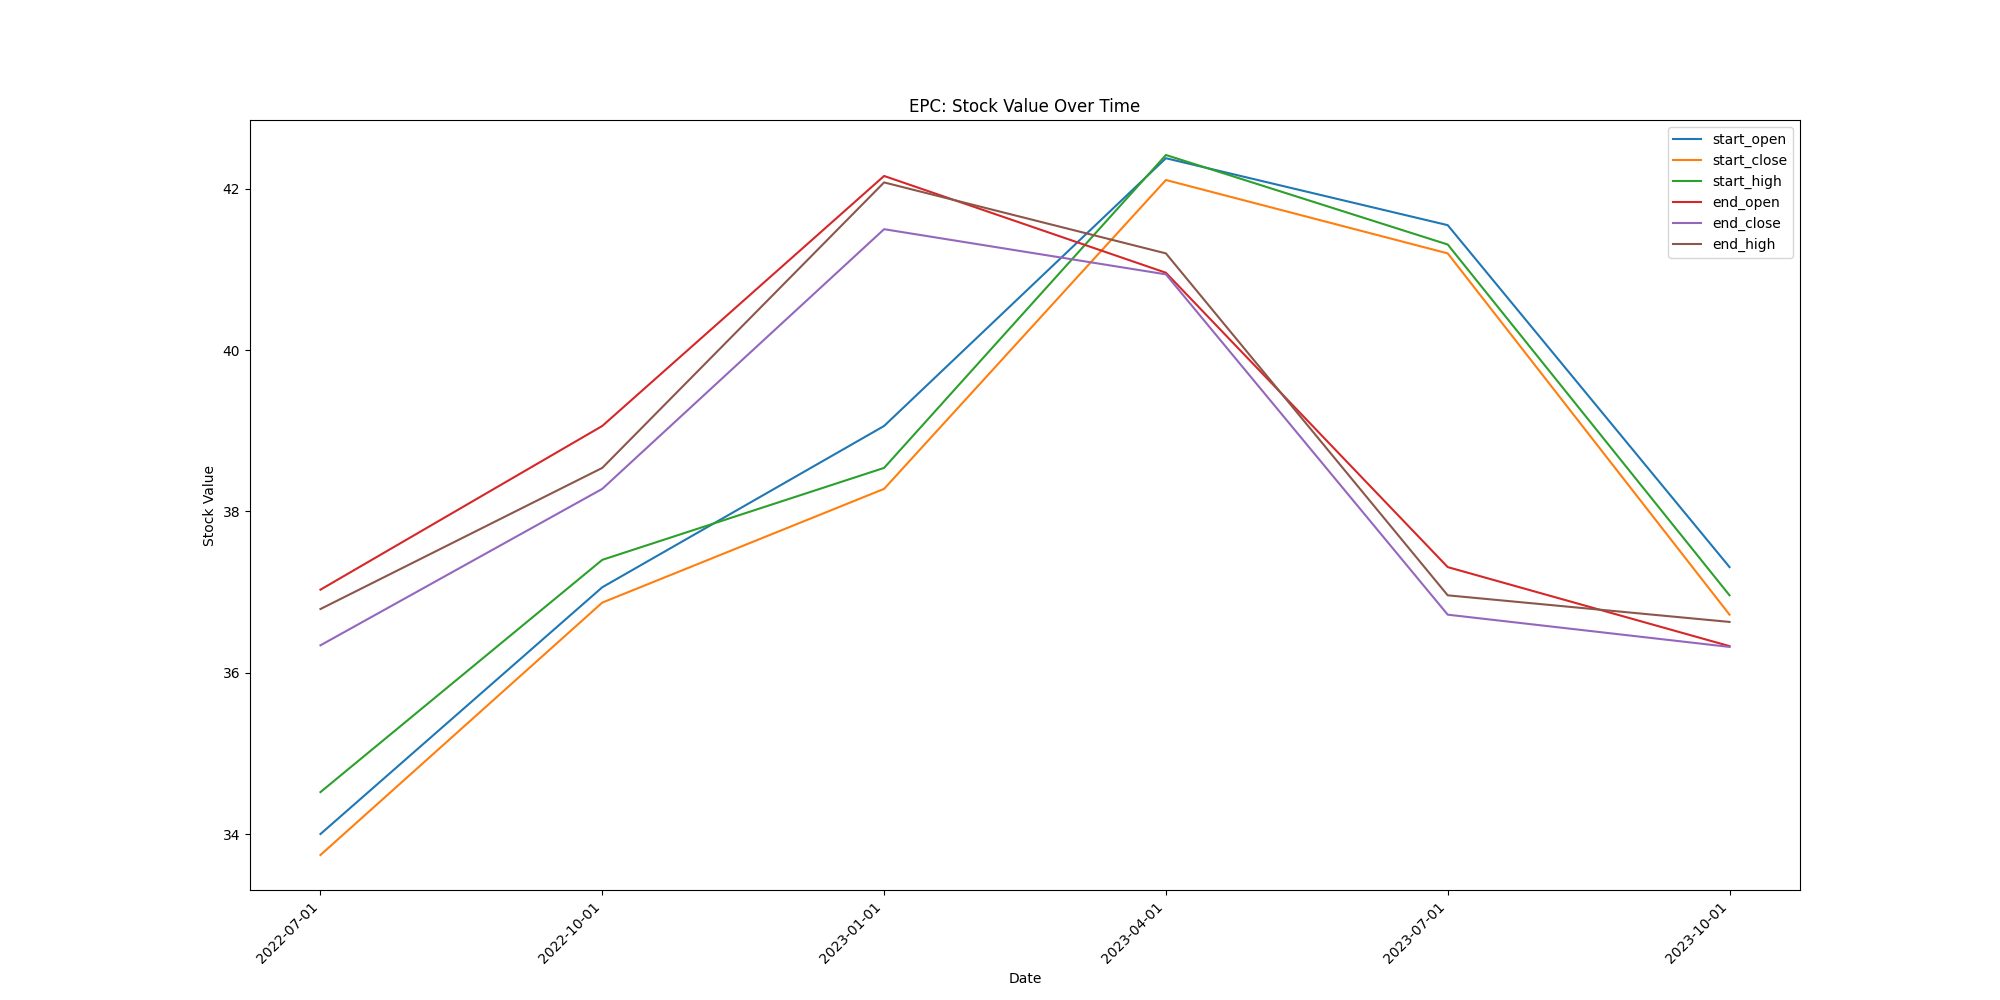 EPC: Stock Value Over Time
start_open
start_close
start_high
end_open
end_close
end_high
Stock Value
42
40
38
36
34
2022-07-01
2022-10-01
2023-01-01
2023-04-01
2023-07-01
2023-10-01
Date